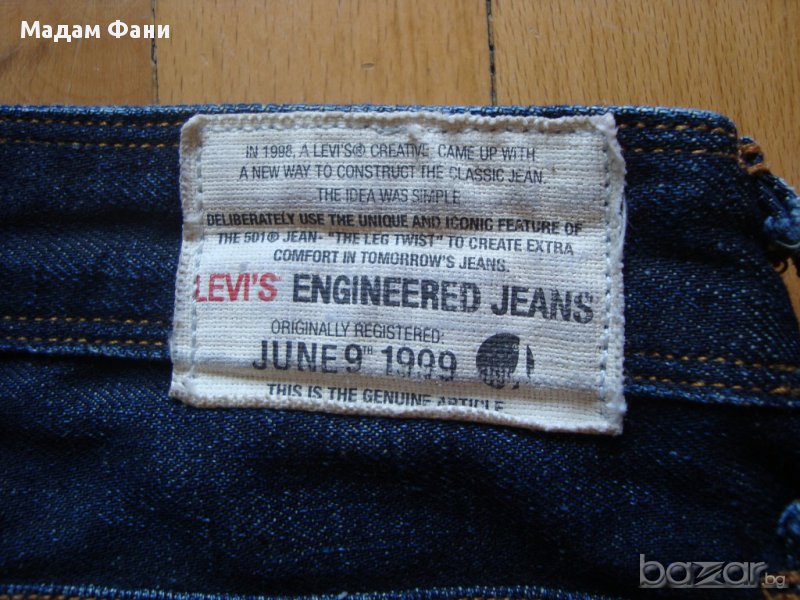 Мадам Фани
IN 1998, A LEVI'S® CREATIVE CAME UP WITH
A NEW WAY TO CONSTRUCT THE CLASSIC JEAN.
THE IDEA WAS SIMPLE
DELIBERATELY USE THE UNIQUE AND ICONIC FEATURE OF
THE 501® JEAN- "THE LEG TWIST" TO CREATE EXTRA
COMFORT IN TOMORROW'S JEANS.
LEVI'S ENGINEERED JEANS
ORIGINALLY REGISTERED:
JUNE 9TH 1999
THIS IS THE GENUINE ARTICLE
bazar.bg